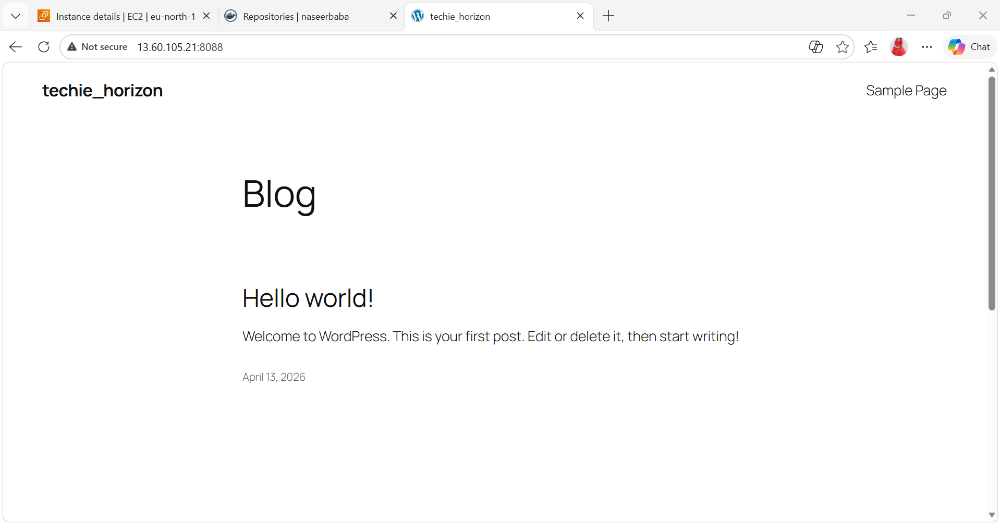 Instance details | EC2 | eu-north-1
Repositories | naseerbaba
techie_horizon
Not secure
13.60.105.21:8088
Chat
techie_horizon
Sample Page
Blog
Hello world!
Welcome to WordPress. This is your first post. Edit or delete it, then start writing!
April 13, 2026